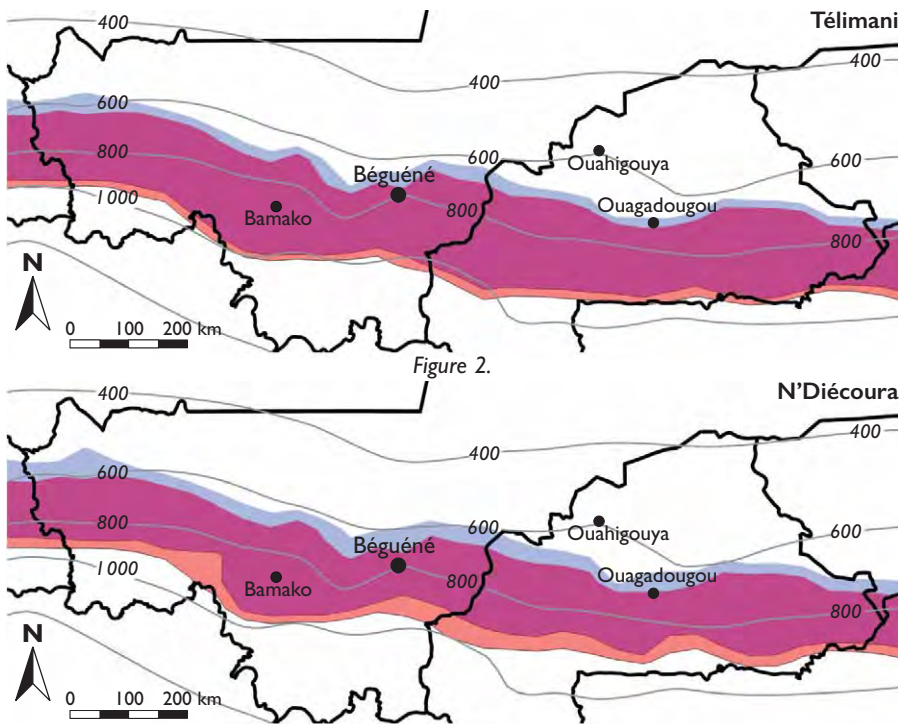 Télimani
400
400
400
600
600
600
800
800
800
1 000
Béguéné
Bamako
Ouahigouya
Ouagadougou
N
0 100 200 km
Figure 2.
N'Diécoura
400
400
400
600
600
600
800
800
800
1 000
Béguéné
Bamako
Ouahigouya
Ouagadougou
N
0 100 200 km